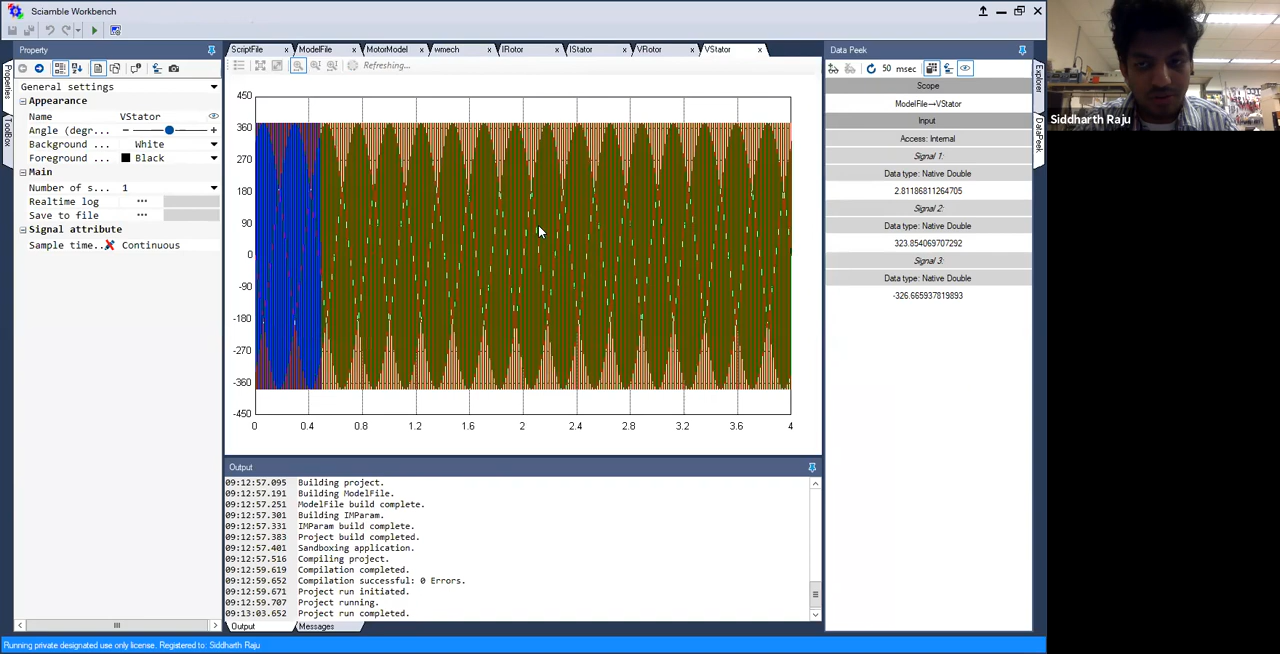 Sciamble Workbench
Property
ScriptFile
ModelFile
MotorModel
wmech
IRotor
IStator
VRotor
VStator
Data Peek
Properties
ToolBox
Explorer
DataPeek
General settings
Appearance
Name VStator
Angle (degr...
Background ... White
Foreground ... Black
Main
Number of s... 1
Realtime log ...
Save to file ...
Signal attribute
Sample time... Continuous
Refreshing...
450
360
270
180
90
0
-90
-180
-270
-360
-450
0 0.4 0.8 1.2 1.6 2 2.4 2.8 3.2 3.6 4
50 msec
Scope
ModelFile→VStator
Input
Access: Internal
Signal 1:
Data type: Native Double
2.81186811264705
Signal 2:
Data type: Native Double
323.854069707292
Signal 3:
Data type: Native Double
-326.665937819893
Siddharth Raju
Output
09:12:57.095 Building project.
09:12:57.191 Building ModelFile.
09:12:57.251 ModelFile build complete.
09:12:57.301 Building IMParam.
09:12:57.331 IMParam build complete.
09:12:57.383 Project build completed.
09:12:57.401 Sandboxing application.
09:12:57.516 Compiling project.
09:12:59.619 Compilation completed.
09:12:59.652 Compilation successful: 0 Errors.
09:12:59.671 Project run initiated.
09:12:59.707 Project running.
09:13:03.652 Project run completed.
Output
Messages
Running private designated use only license. Registered to: Siddharth Raju